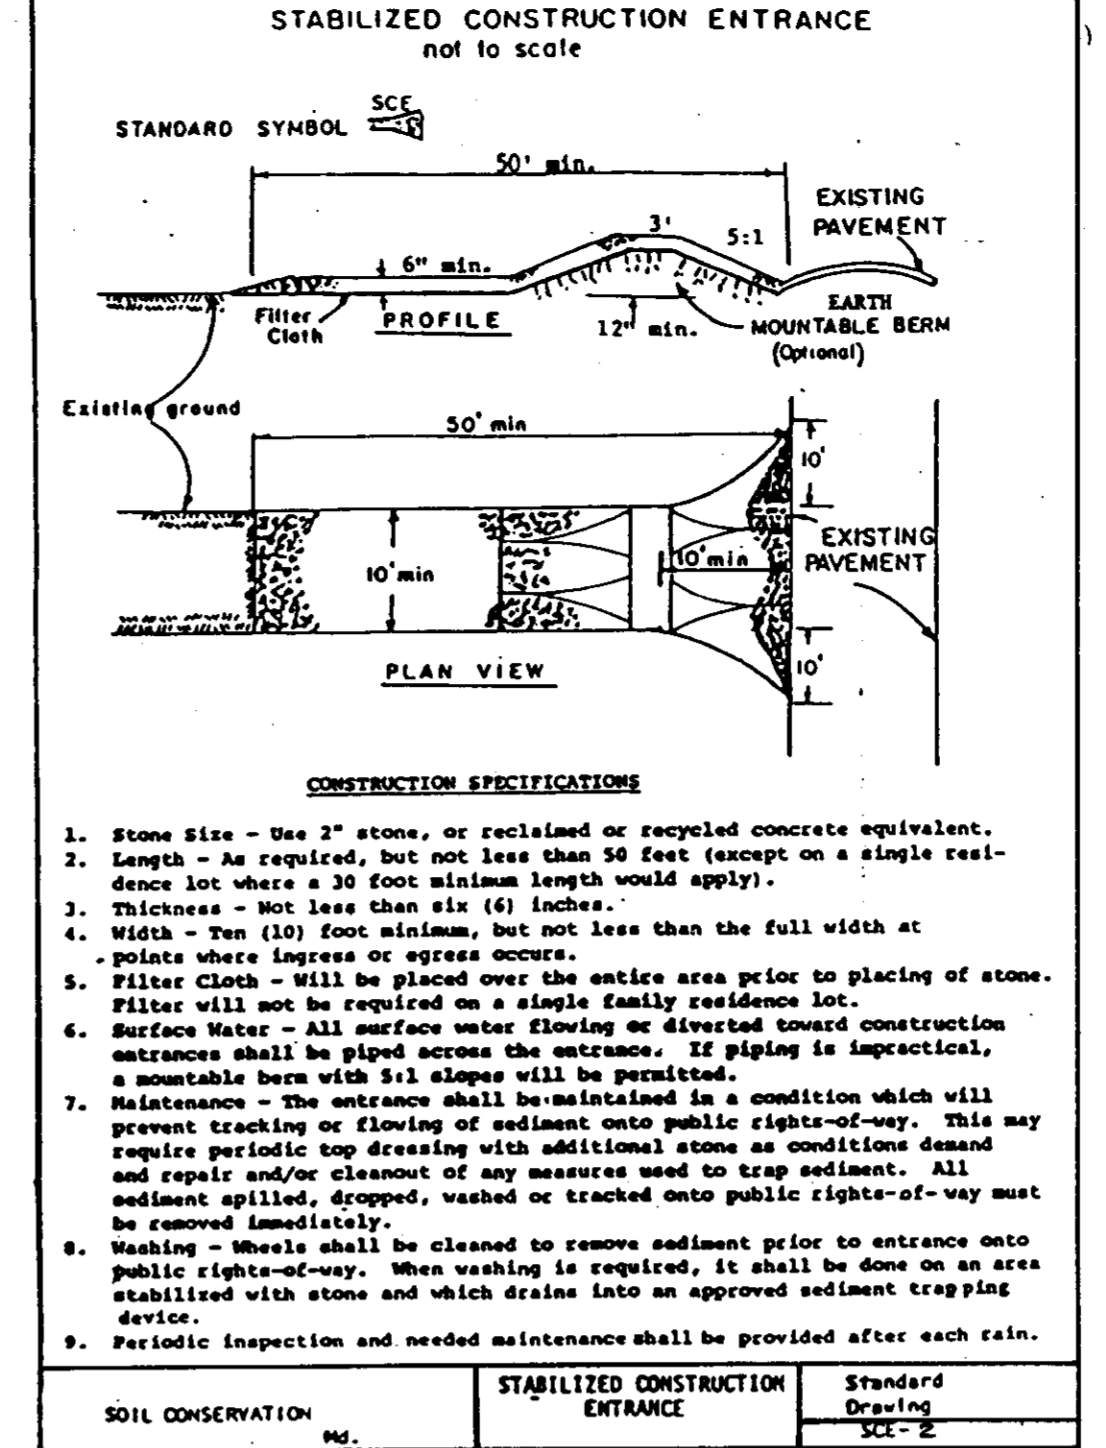 STABILIZED CONSTRUCTION ENTRANCE
not to scale
SCE
STANDARD SYMBOL
50' min.
EXISTING
PAVEMENT
3'
5:1
6" min.
Filter
Cloth
PROFILE
12" min.
EARTH
MOUNTABLE BERM
(Optional)
Existing ground
50' min
10'
EXISTING
PAVEMENT
10' min
10' min
10'
PLAN VIEW
CONSTRUCTION SPECIFICATIONS
1. Stone Size - Use 2" stone, or reclaimed or recycled concrete equivalent.
2. Length - As required, but not less than 50 feet (except on a single resi-
dence lot where a 30 foot minimum length would apply).
3. Thickness - Not less than six (6) inches.
4. Width - Ten (10) foot minimum, but not less than the full width at
points where ingress or egress occurs.
5. Filter Cloth - Will be placed over the entire area prior to placing of stone.
Filter will not be required on a single family residence lot.
6. Surface Water - All surface water flowing or diverted toward construction
entrances shall be piped across the entrance. If piping is impractical,
a mountable berm with 5:1 slopes will be permitted.
7. Maintenance - The entrance shall be maintained in a condition which will
prevent tracking or flowing of sediment onto public rights-of-way. This may
require periodic top dressing with additional stone as conditions demand
and repair and/or cleanout of any measures used to trap sediment. All
sediment spilled, dropped, washed or tracked onto public rights-of-way must
be removed immediately.
8. Washing - Wheels shall be cleaned to remove sediment prior to entrance onto
public rights-of-way. When washing is required, it shall be done on an area
stabilized with stone and which drains into an approved sediment trapping
device.
9. Periodic inspection and needed maintenance shall be provided after each rain.
SOIL CONSERVATION
Md.
STABILIZED CONSTRUCTION
ENTRANCE
Standard
Drawing
SCE - 2